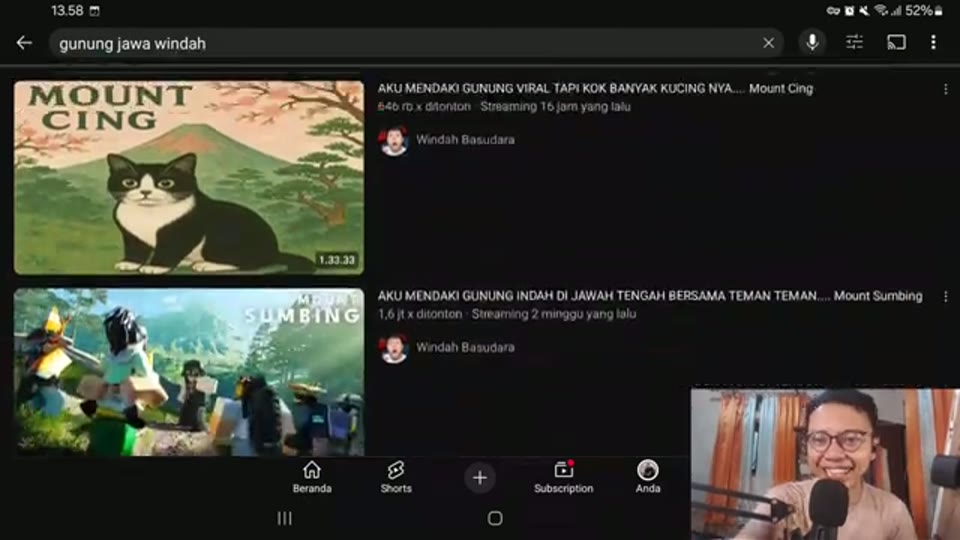 13.58
52%
gunung jawa windah
MOUNT
CING
1.33.33
AKU MENDAKI GUNUNG VIRAL TAPI KOK BANYAK KUCING NYA.... Mount Cing
646 rb x ditonton · Streaming 16 jam yang lalu
Windah Basudara
MOUNT
SUMBING
AKU MENDAKI GUNUNG INDAH DI JAWAH TENGAH BERSAMA TEMAN TEMAN.... Mount Sumbing
1,6 jt x ditonton · Streaming 2 minggu yang lalu
Windah Basudara
Beranda
Shorts
Subscription
Anda